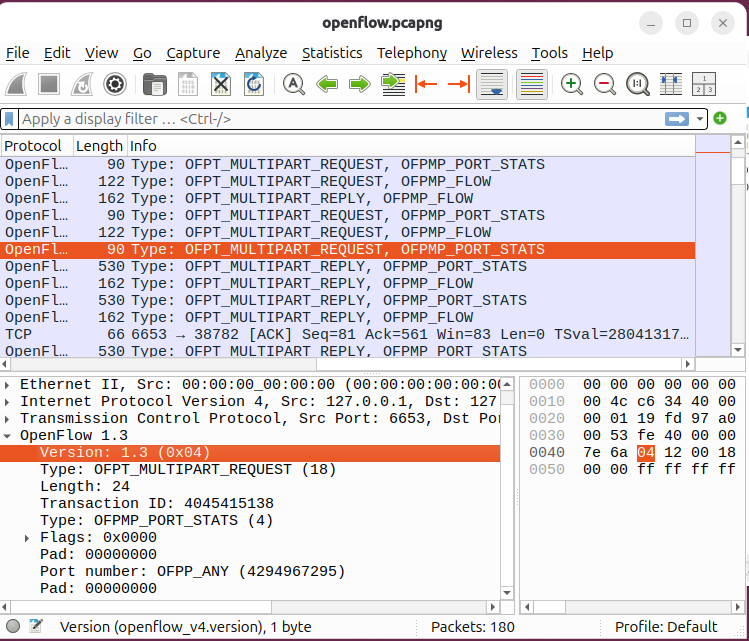 openflow.pcapng
File Edit View Go Capture Analyze Statistics Telephony Wireless Tools Help
Apply a display filter … <Ctrl-/>
Protocol Length Info
OpenFl… 90 Type: OFPT_MULTIPART_REQUEST, OFPMP_PORT_STATS
OpenFl… 122 Type: OFPT_MULTIPART_REQUEST, OFPMP_FLOW
OpenFl… 162 Type: OFPT_MULTIPART_REPLY, OFPMP_FLOW
OpenFl… 90 Type: OFPT_MULTIPART_REQUEST, OFPMP_PORT_STATS
OpenFl… 122 Type: OFPT_MULTIPART_REQUEST, OFPMP_FLOW
OpenFl… 90 Type: OFPT_MULTIPART_REQUEST, OFPMP_PORT_STATS
OpenFl… 530 Type: OFPT_MULTIPART_REPLY, OFPMP_PORT_STATS
OpenFl… 162 Type: OFPT_MULTIPART_REPLY, OFPMP_FLOW
OpenFl… 530 Type: OFPT_MULTIPART_REPLY, OFPMP_PORT_STATS
OpenFl… 162 Type: OFPT_MULTIPART_REPLY, OFPMP_FLOW
TCP 66 6653 → 38782 [ACK] Seq=81 Ack=561 Win=83 Len=0 TSval=28041317…
OpenFl… 530 Type: OFPT_MULTIPART_REPLY, OFPMP_PORT_STATS
Ethernet II, Src: 00:00:00_00:00:00 (00:00:00:00:00:00
Internet Protocol Version 4, Src: 127.0.0.1, Dst: 127
Transmission Control Protocol, Src Port: 6653, Dst Por
OpenFlow 1.3
Version: 1.3 (0x04)
Type: OFPT_MULTIPART_REQUEST (18)
Length: 24
Transaction ID: 4045415138
Type: OFPMP_PORT_STATS (4)
Flags: 0x0000
Pad: 00000000
Port number: OFPP_ANY (4294967295)
Pad: 00000000
0000 00 00 00 00 00 00
0010 00 4c c6 34 40 00
0020 00 01 19 fd 97 a0
0030 00 53 fe 40 00 00
0040 7e 6a 04 12 00 18
0050 00 00 ff ff ff ff
Version (openflow_v4.version), 1 byte Packets: 180 Profile: Default